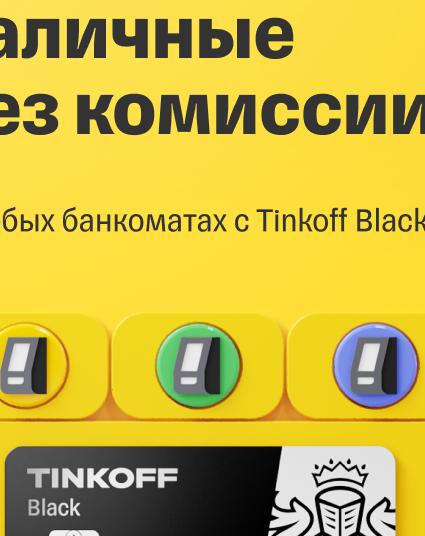 аличные
ез комиссии
бых банкоматах с Tinkoff Black
TINKOFF
Black